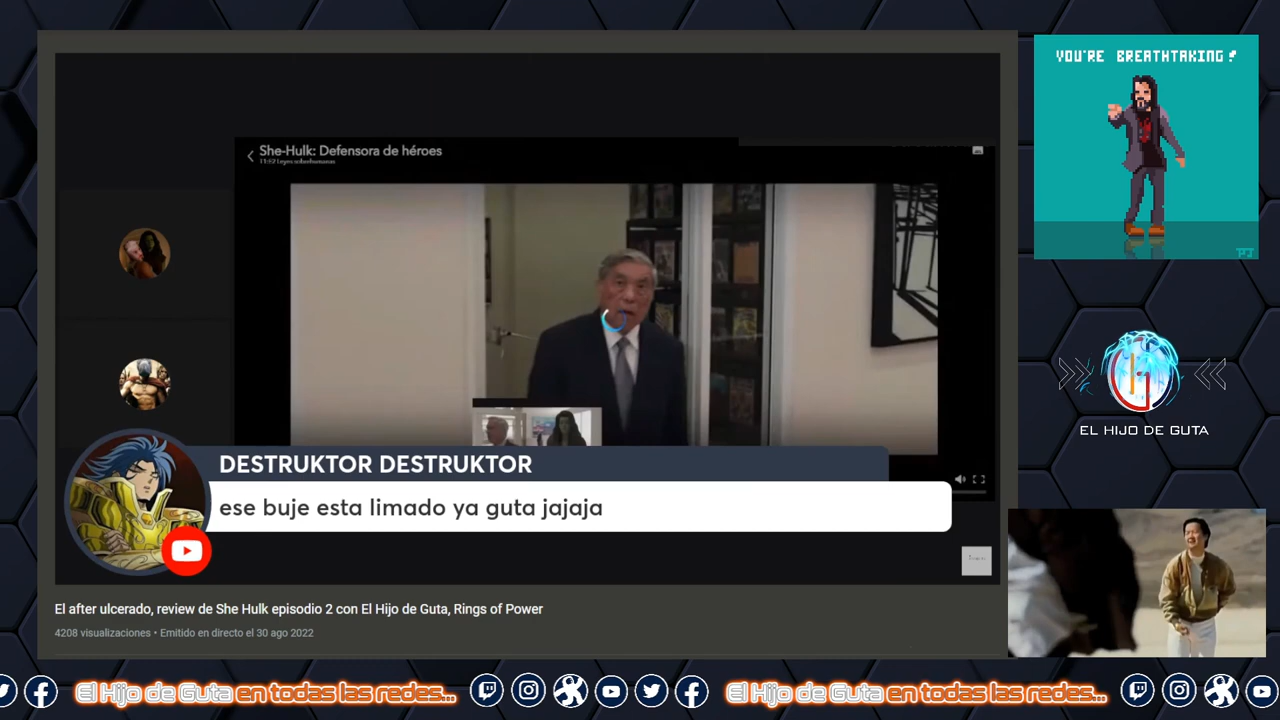 YOU'RE BREATHTAKING!
She-Hulk: Defensora de héroes
EL HIJO DE GUTA
DESTRUKTOR DESTRUKTOR
ese buje esta limado ya guta jajaja
El after ulcerado, review de She Hulk episodio 2 con El Hijo de Guta, Rings of Power
4208 visualizaciones • Emitido en directo el 30 ago 2022
El Hijo de Guta en todas las redes... El Hijo de Guta en todas las redes...